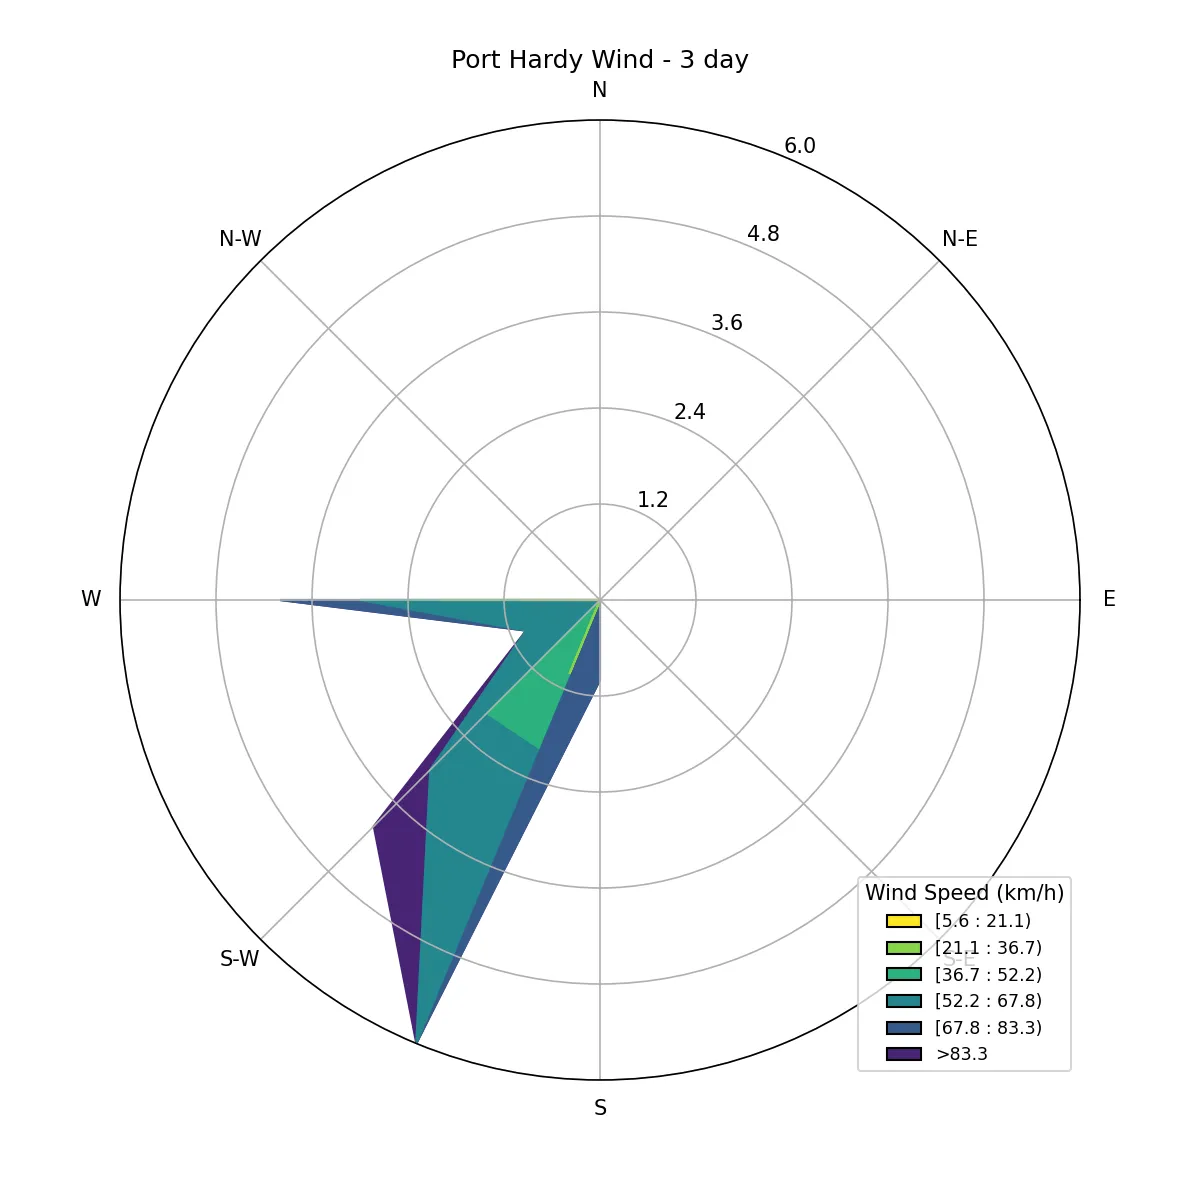 Port Hardy Wind - 3 day
N
6.0
4.8
N-W
N-E
3.6
2.4
1.2
W
E
S-W
S-E
S
Wind Speed (km/h)
[5.6 : 21.1)
[21.1 : 36.7)
[36.7 : 52.2)
[52.2 : 67.8)
[67.8 : 83.3)
>83.3